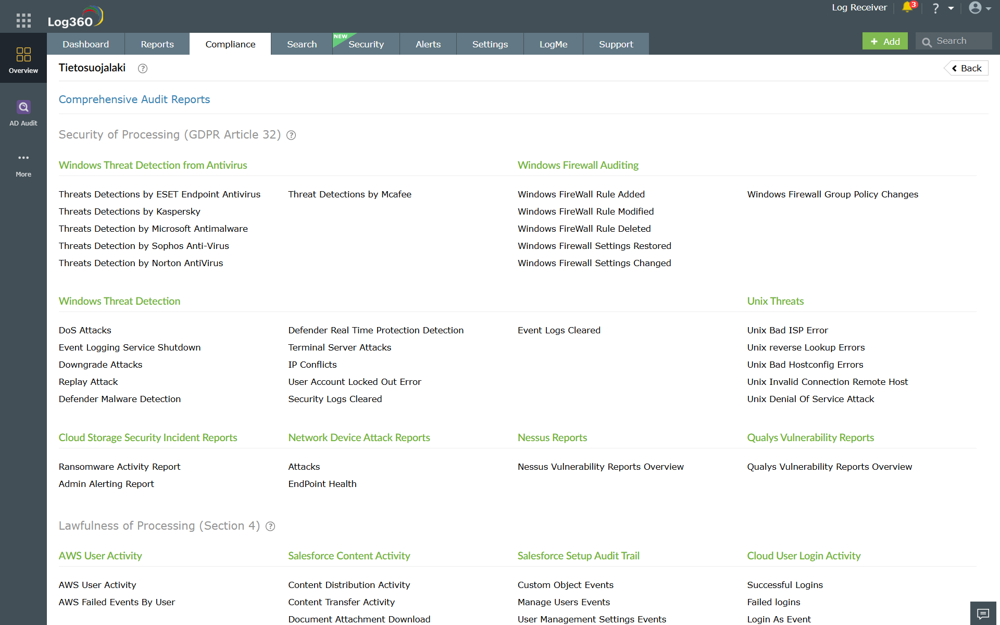 Log Receiver
3
?
Log360
Dashboard
Reports
Compliance
Search
NEW
Security
Alerts
Settings
LogMe
Support
+ Add
Search
Overview
AD Audit
More
Tietosuojalaki ?
Back
Comprehensive Audit Reports
Security of Processing (GDPR Article 32) ?
Windows Threat Detection from Antivirus
Threats Detections by ESET Endpoint Antivirus
Threats Detections by Kaspersky
Threats Detection by Microsoft Antimalware
Threats Detection by Sophos Anti-Virus
Threats Detection by Norton AntiVirus
Threat Detections by Mcafee
Windows Firewall Auditing
Windows FireWall Rule Added
Windows FireWall Rule Modified
Windows FireWall Rule Deleted
Windows Firewall Settings Restored
Windows Firewall Settings Changed
Windows Firewall Group Policy Changes
Windows Threat Detection
DoS Attacks
Event Logging Service Shutdown
Downgrade Attacks
Replay Attack
Defender Malware Detection
Defender Real Time Protection Detection
Terminal Server Attacks
IP Conflicts
User Account Locked Out Error
Security Logs Cleared
Event Logs Cleared
Unix Threats
Unix Bad ISP Error
Unix reverse Lookup Errors
Unix Bad Hostconfig Errors
Unix Invalid Connection Remote Host
Unix Denial Of Service Attack
Cloud Storage Security Incident Reports
Ransomware Activity Report
Admin Alerting Report
Network Device Attack Reports
Attacks
EndPoint Health
Nessus Reports
Nessus Vulnerability Reports Overview
Qualys Vulnerability Reports
Qualys Vulnerability Reports Overview
Lawfulness of Processing (Section 4) ?
AWS User Activity
AWS User Activity
AWS Failed Events By User
Salesforce Content Activity
Content Distribution Activity
Content Transfer Activity
Document Attachment Download
Salesforce Setup Audit Trail
Custom Object Events
Manage Users Events
User Management Settings Events
Cloud User Login Activity
Successful Logins
Failed logins
Login As Event